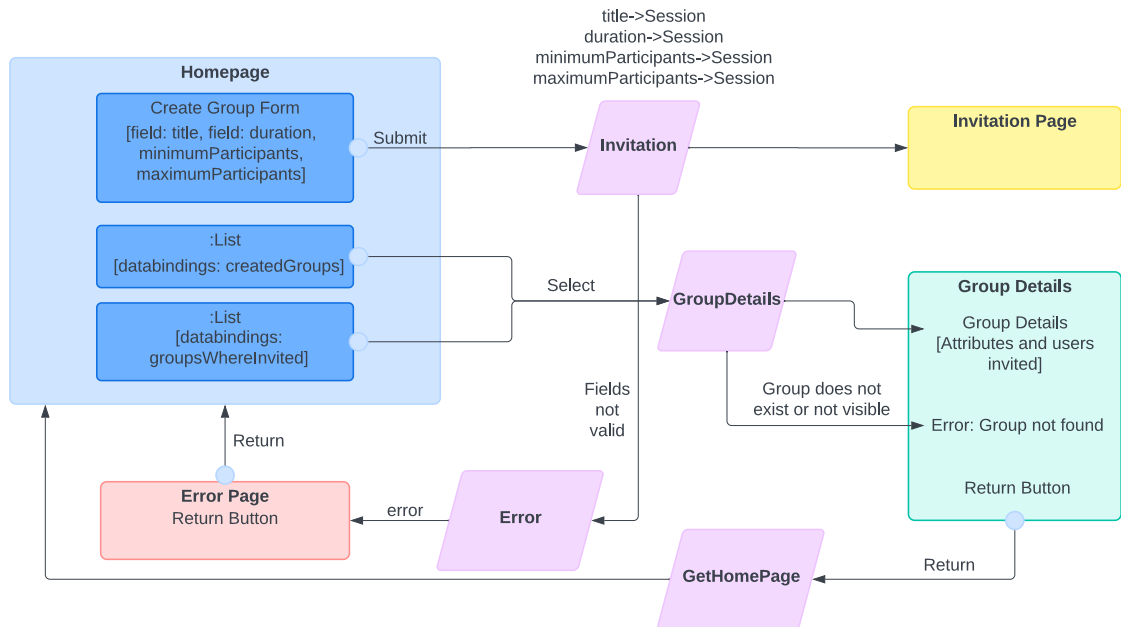 title->Session
duration->Session
minimumParticipants->Session
maximumParticipants->Session
Homepage
Create Group Form
[field: title, field: duration,
minimumParticipants,
maximumParticipants]
Submit
Invitation
Invitation Page
:List
[databindings: createdGroups]
:List
[databindings:
groupsWhereInvited]
Select
GroupDetails
Group Details
Group Details
[Attributes and users
invited]
Fields
not
valid
Group does not
exist or not visible
Error: Group not found
Return Button
Return
Error Page
Return Button
error
Error
GetHomePage
Return